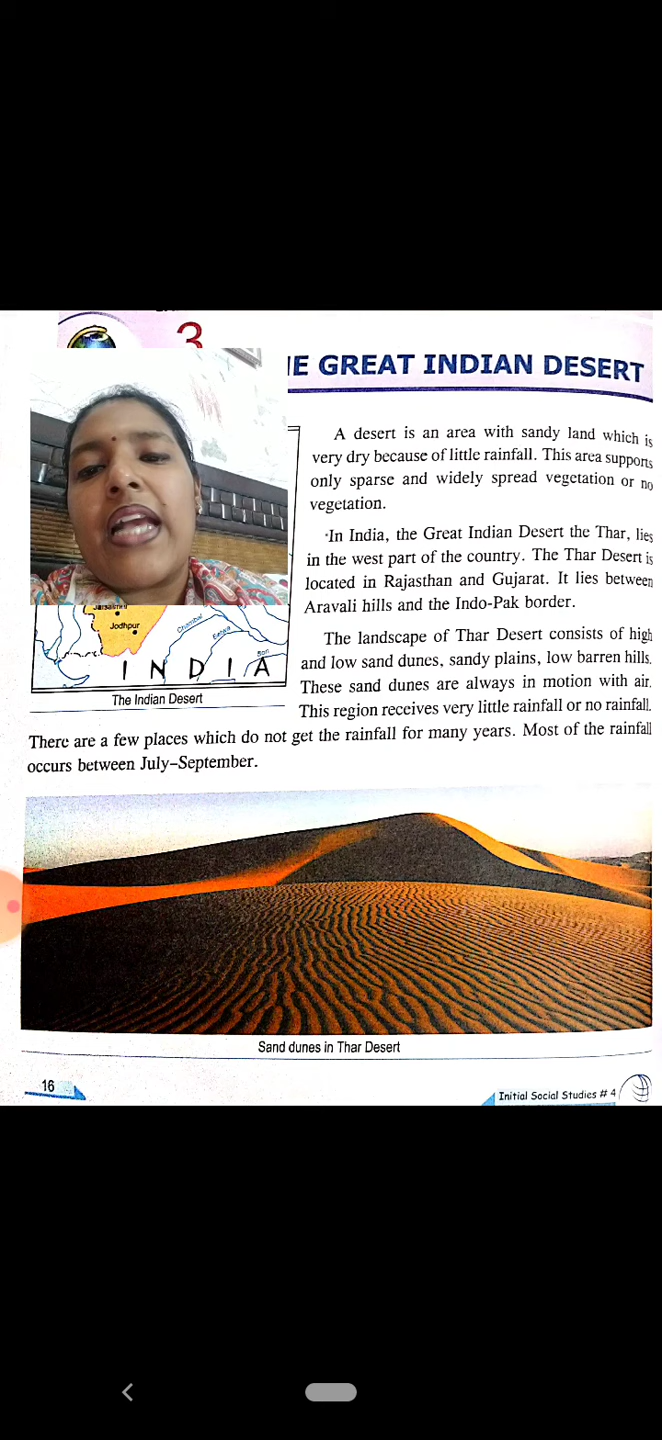 3
E GREAT INDIAN DESERT
A desert is an area with sandy land which is
very dry because of little rainfall. This area supports
only sparse and widely spread vegetation or no
vegetation.
In India, the Great Indian Desert the Thar, lies
in the west part of the country. The Thar Desert is
located in Rajasthan and Gujarat. It lies between
Aravali hills and the Indo-Pak border.
Jaisalmer
Jodhpur
Chambal
Betwa
Son
INDIA
The Indian Desert
The landscape of Thar Desert consists of high
and low sand dunes, sandy plains, low barren hills.
These sand dunes are always in motion with air.
This region receives very little rainfall or no rainfall.
There are a few places which do not get the rainfall for many years. Most of the rainfall
occurs between July–September.
Sand dunes in Thar Desert
16
Initial Social Studies # 4